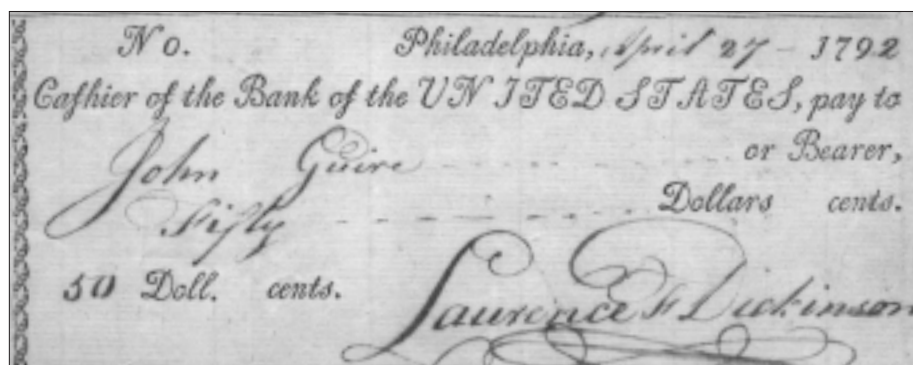 No. Philadelphia, April 27 - 1792
Caſhier of the Bank of the UNITED STATES, pay to
John Guire - - - - - or Bearer,
Fifty - - - - - Dollars cents.
50 Doll. cents.
Laurence F Dickinson